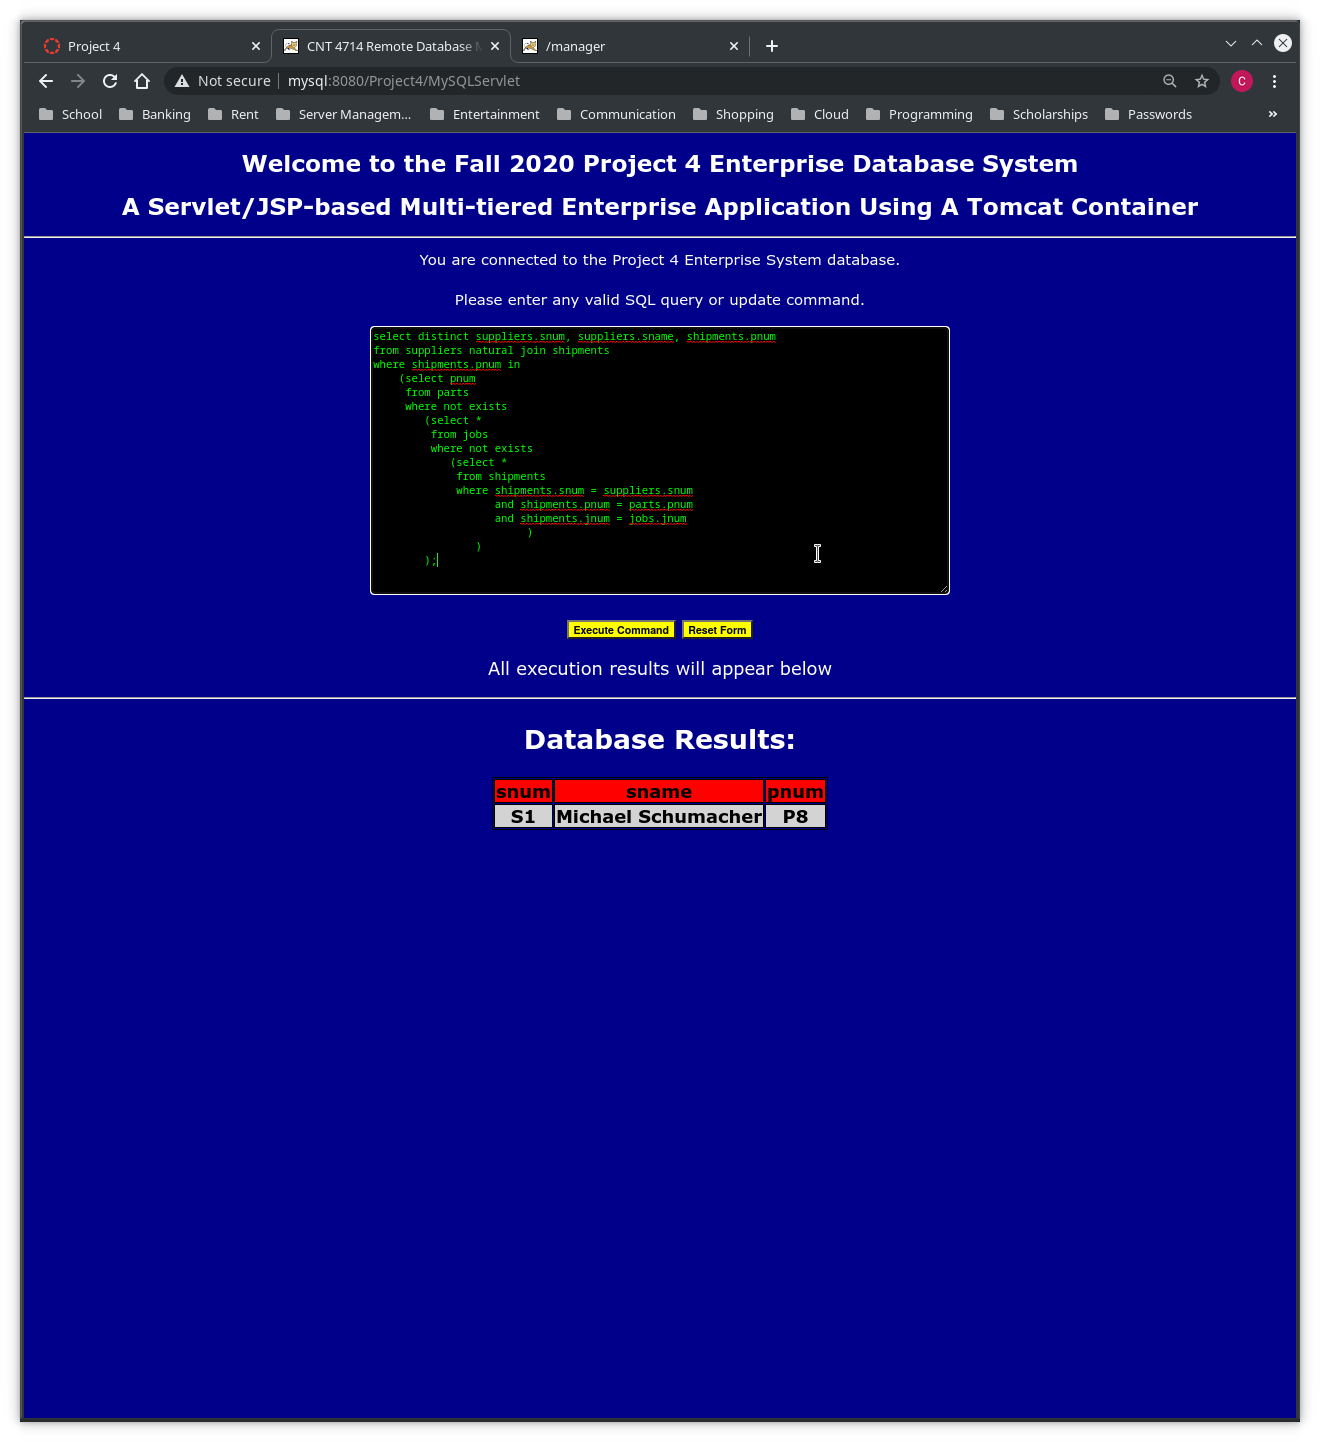 Project 4
CNT 4714 Remote Database
/manager
Not secure
mysql:8080/Project4/MySQLServlet
C
School Banking Rent Server Managem... Entertainment Communication Shopping Cloud Programming Scholarships Passwords »
Welcome to the Fall 2020 Project 4 Enterprise Database System
A Servlet/JSP-based Multi-tiered Enterprise Application Using A Tomcat Container
You are connected to the Project 4 Enterprise System database.
Please enter any valid SQL query or update command.
select distinct suppliers.snum, suppliers.sname, shipments.pnum
from suppliers natural join shipments
where shipments.pnum in
(select pnum
from parts
where not exists
(select *
from jobs
where not exists
(select *
from shipments
where shipments.snum = suppliers.snum
and shipments.pnum = parts.pnum
and shipments.jnum = jobs.jnum
)
)
);
Execute Command Reset Form
All execution results will appear below
Database Results:
snum sname pnum
S1 Michael Schumacher P8